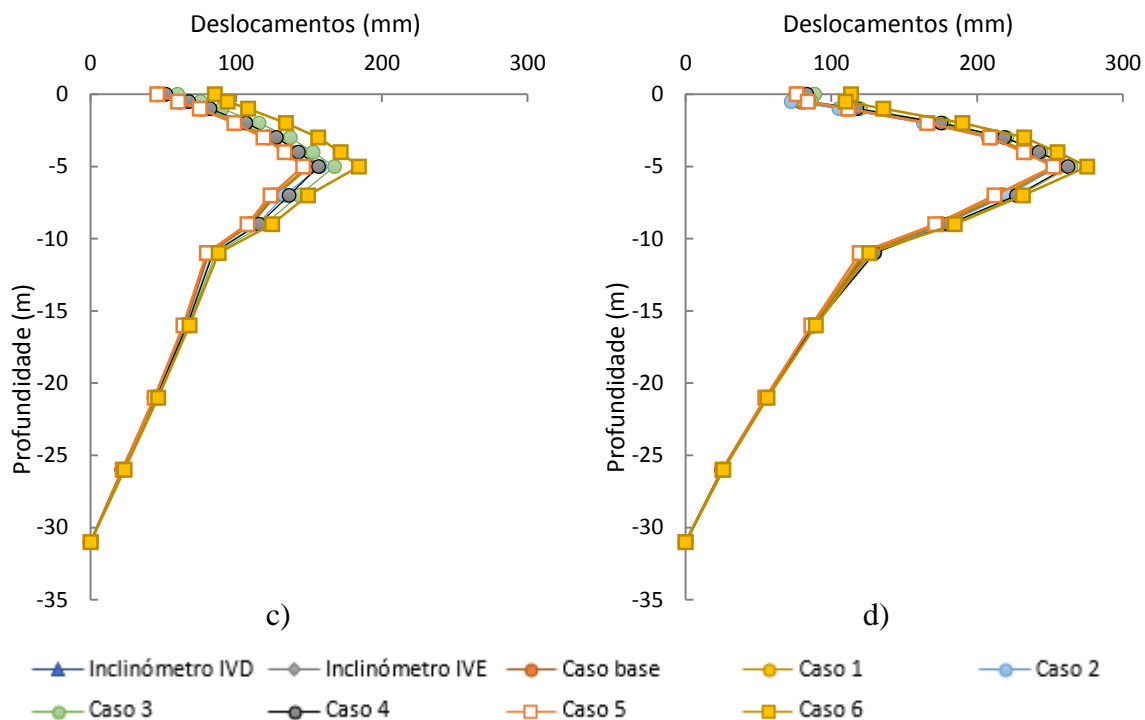 Deslocamentos (mm)
0 100 200 300
0
-5
-10
-15
-20
-25
-30
-35
Profundidade (m)
c)
Deslocamentos (mm)
0 100 200 300
0
-5
-10
-15
-20
-25
-30
-35
Profundidade (m)
d)
Inclinómetro IVD Inclinómetro IVE Caso base Caso 1 Caso 2
Caso 3 Caso 4 Caso 5 Caso 6